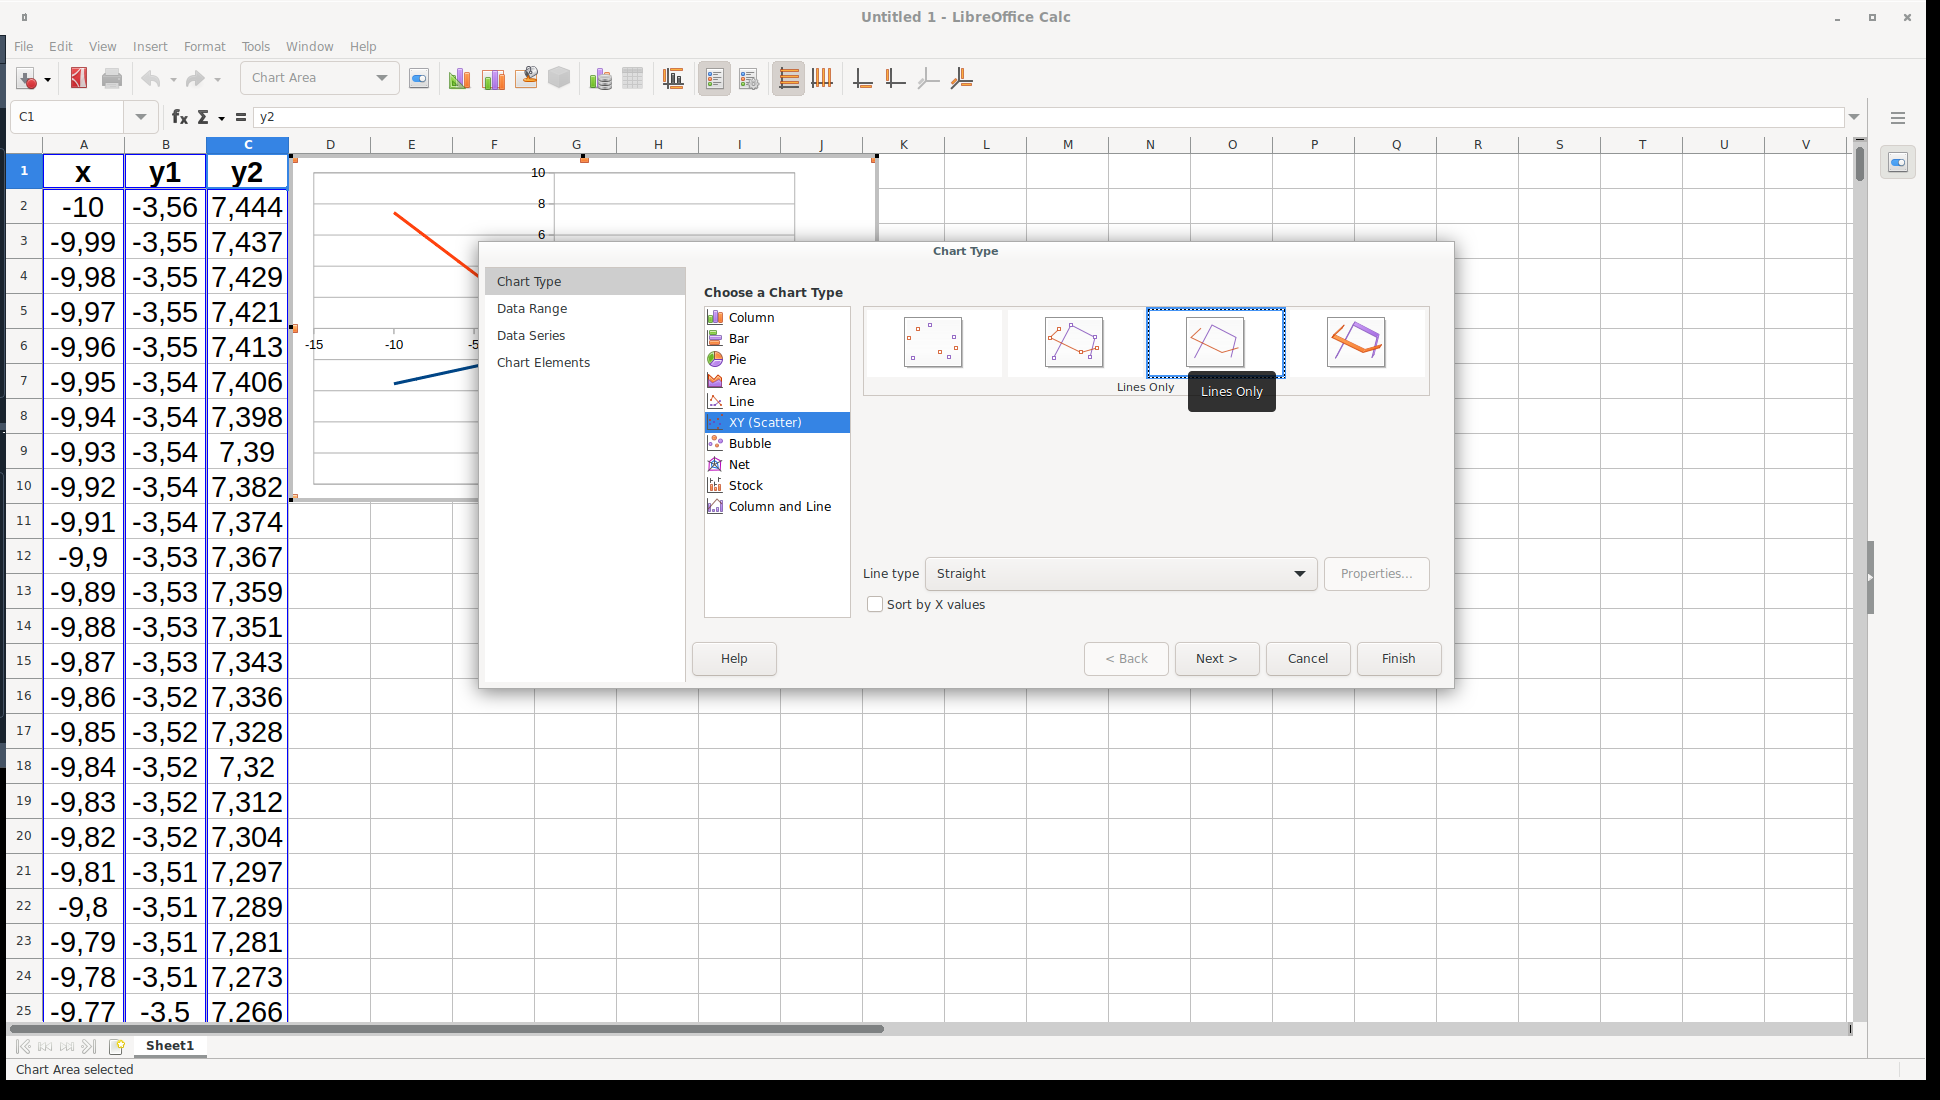 Untitled 1 - LibreOffice Calc
File Edit View Insert Format Tools Window Help
Chart Area
C1 fx Σ = y2
A B C D E F G H I J K L M N O P Q R S T U V
1 x y1 y2
2 -10 -3,56 7,444
3 -9,99 -3,55 7,437
4 -9,98 -3,55 7,429
5 -9,97 -3,55 7,421
6 -9,96 -3,55 7,413
7 -9,95 -3,54 7,406
8 -9,94 -3,54 7,398
9 -9,93 -3,54 7,39
10 -9,92 -3,54 7,382
11 -9,91 -3,54 7,374
12 -9,9 -3,53 7,367
13 -9,89 -3,53 7,359
14 -9,88 -3,53 7,351
15 -9,87 -3,53 7,343
16 -9,86 -3,52 7,336
17 -9,85 -3,52 7,328
18 -9,84 -3,52 7,32
19 -9,83 -3,52 7,312
20 -9,82 -3,52 7,304
21 -9,81 -3,51 7,297
22 -9,8 -3,51 7,289
23 -9,79 -3,51 7,281
24 -9,78 -3,51 7,273
25 -9,77 -3,5 7,266
10
8
6
-15 -10 -5
Chart Type
Chart Type
Data Range
Data Series
Chart Elements
Choose a Chart Type
Column
Bar
Pie
Area
Line
XY (Scatter)
Bubble
Net
Stock
Column and Line
Lines Only
Lines Only
Line type Straight Properties...
Sort by X values
Help < Back Next > Cancel Finish
Sheet1
Chart Area selected